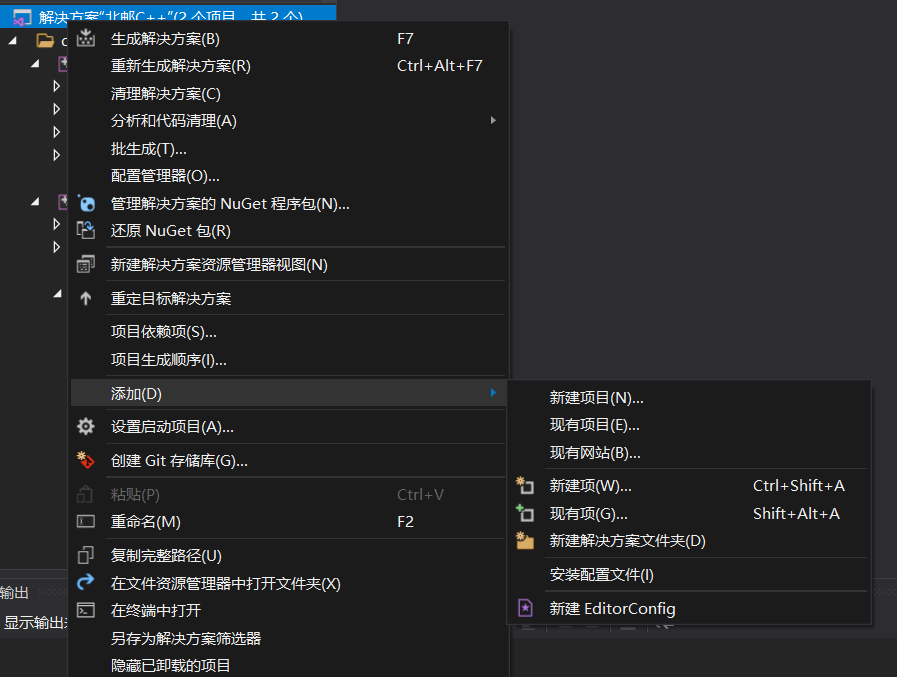 解决方案"北邮C++"(2 个项目，共 2 个)
c
生成解决方案(B) F7
重新生成解决方案(R) Ctrl+Alt+F7
清理解决方案(C)
分析和代码清理(A)
批生成(T)...
配置管理器(O)...
管理解决方案的 NuGet 程序包(N)...
还原 NuGet 包(R)
新建解决方案资源管理器视图(N)
重定目标解决方案
项目依赖项(S)...
项目生成顺序(I)...
添加(D)
设置启动项目(A)...
创建 Git 存储库(G)...
粘贴(P) Ctrl+V
重命名(M) F2
复制完整路径(U)
在文件资源管理器中打开文件夹(X)
在终端中打开
另存为解决方案筛选器
隐藏已卸载的项目
新建项目(N)...
现有项目(E)...
现有网站(B)...
新建项(W)... Ctrl+Shift+A
现有项(G)... Shift+Alt+A
新建解决方案文件夹(D)
安装配置文件(I)
新建 EditorConfig
输出
显示输出